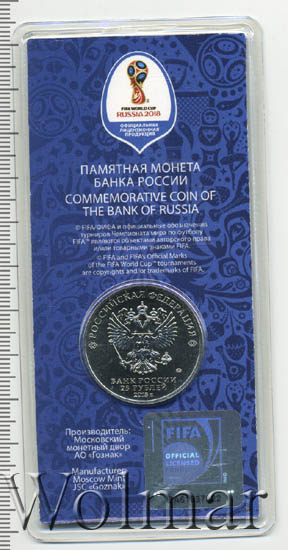 FIFA WORLD CUP
RUSSIA 2018
ОФИЦИАЛЬНАЯ
ЛИЦЕНЗИОННАЯ
ПРОДУКЦИЯ
ПАМЯТНАЯ МОНЕТА
БАНКА РОССИИ
COMMEMORATIVE COIN OF
THE BANK OF RUSSIA
© FIFA/ФИФА и официальные обозначения
турниров Чемпионата мира по футболу
FIFA™ являются объектами авторского права
и/или товарными знаками FIFA.
© FIFA and FIFA's Official Marks
of the FIFA World Cup™ tournaments
are copyrights and/or trademarks of FIFA.
РОССИЙСКАЯ ФЕДЕРАЦИЯ
БАНК РОССИИ
25 РУБЛЕЙ
2018 г.
Производитель:
Московский
монетный двор
АО «Гознак»
Manufacturer:
Moscow Mint
JSC «Goznak»
FIFA
OFFICIAL
LICENSED
Wolmar